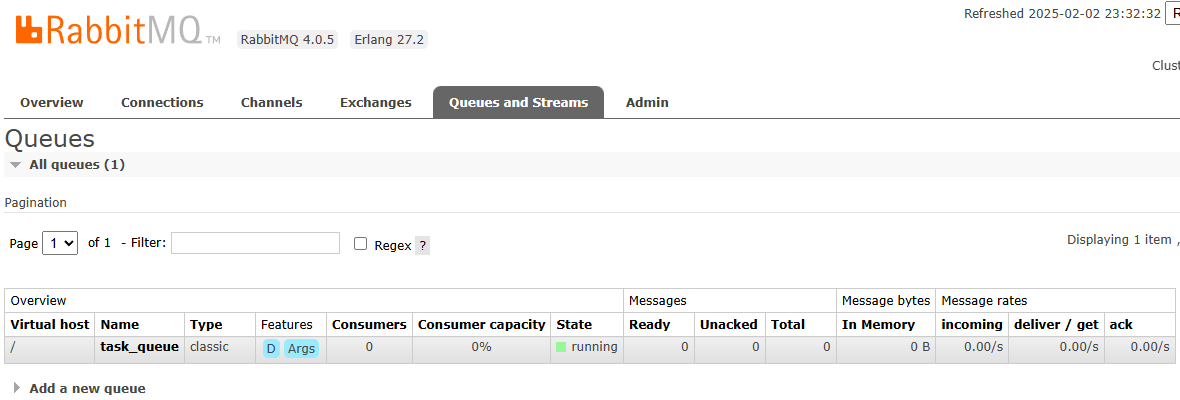 Refreshed 2025-02-02 23:32:32 R
RabbitMQ TM RabbitMQ 4.0.5 Erlang 27.2
Clust
Overview Connections Channels Exchanges Queues and Streams Admin
Queues
All queues (1)
Pagination
Page 1 of 1 - Filter: Regex ?
Displaying 1 item ,
Overview Messages Message bytes Message rates
Virtual host Name Type Features Consumers Consumer capacity State Ready Unacked Total In Memory incoming deliver / get ack
/ task_queue classic D Args 0 0% running 0 0 0 0 B 0.00/s 0.00/s 0.00/s
Add a new queue